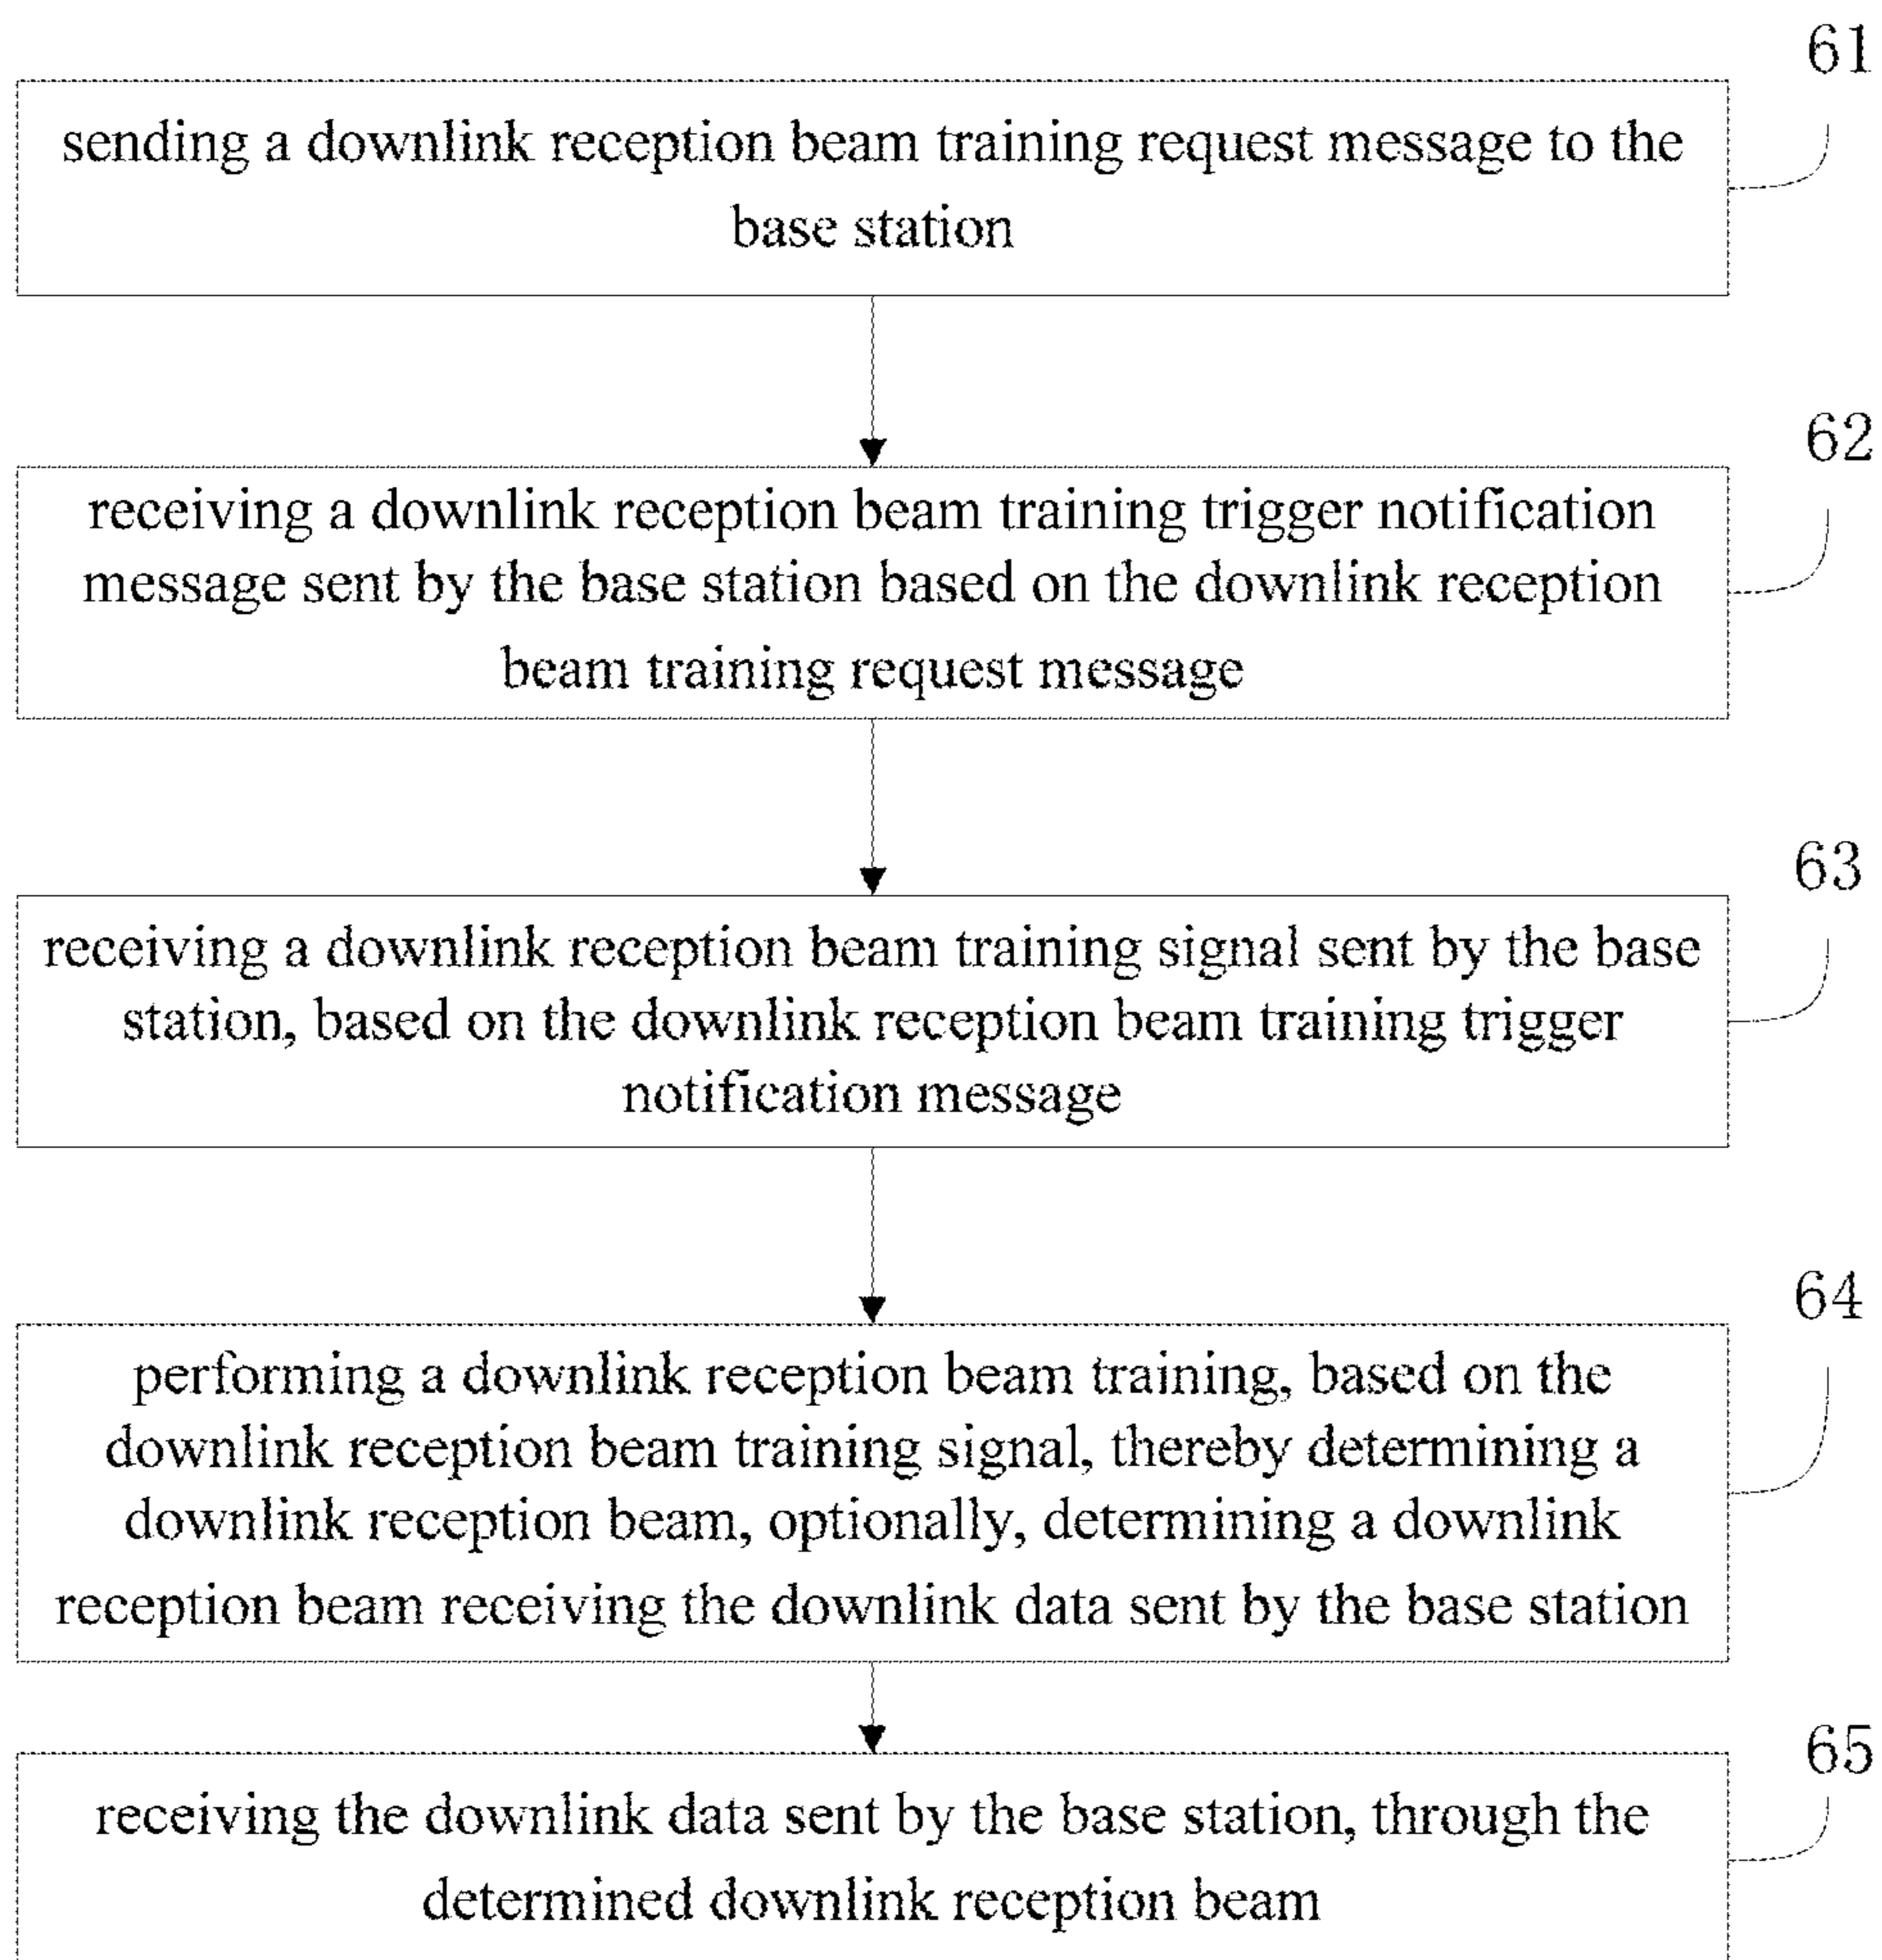 61
sending a downlink reception beam training request message to the
base station
62
receiving a downlink reception beam training trigger notification
message sent by the base station based on the downlink reception
beam training request message
63
receiving a downlink reception beam training signal sent by the base
station, based on the downlink reception beam training trigger
notification message
64
performing a downlink reception beam training, based on the
downlink reception beam training signal, thereby determining a
downlink reception beam, optionally, determining a downlink
reception beam receiving the downlink data sent by the base station
65
receiving the downlink data sent by the base station, through the
determined downlink reception beam